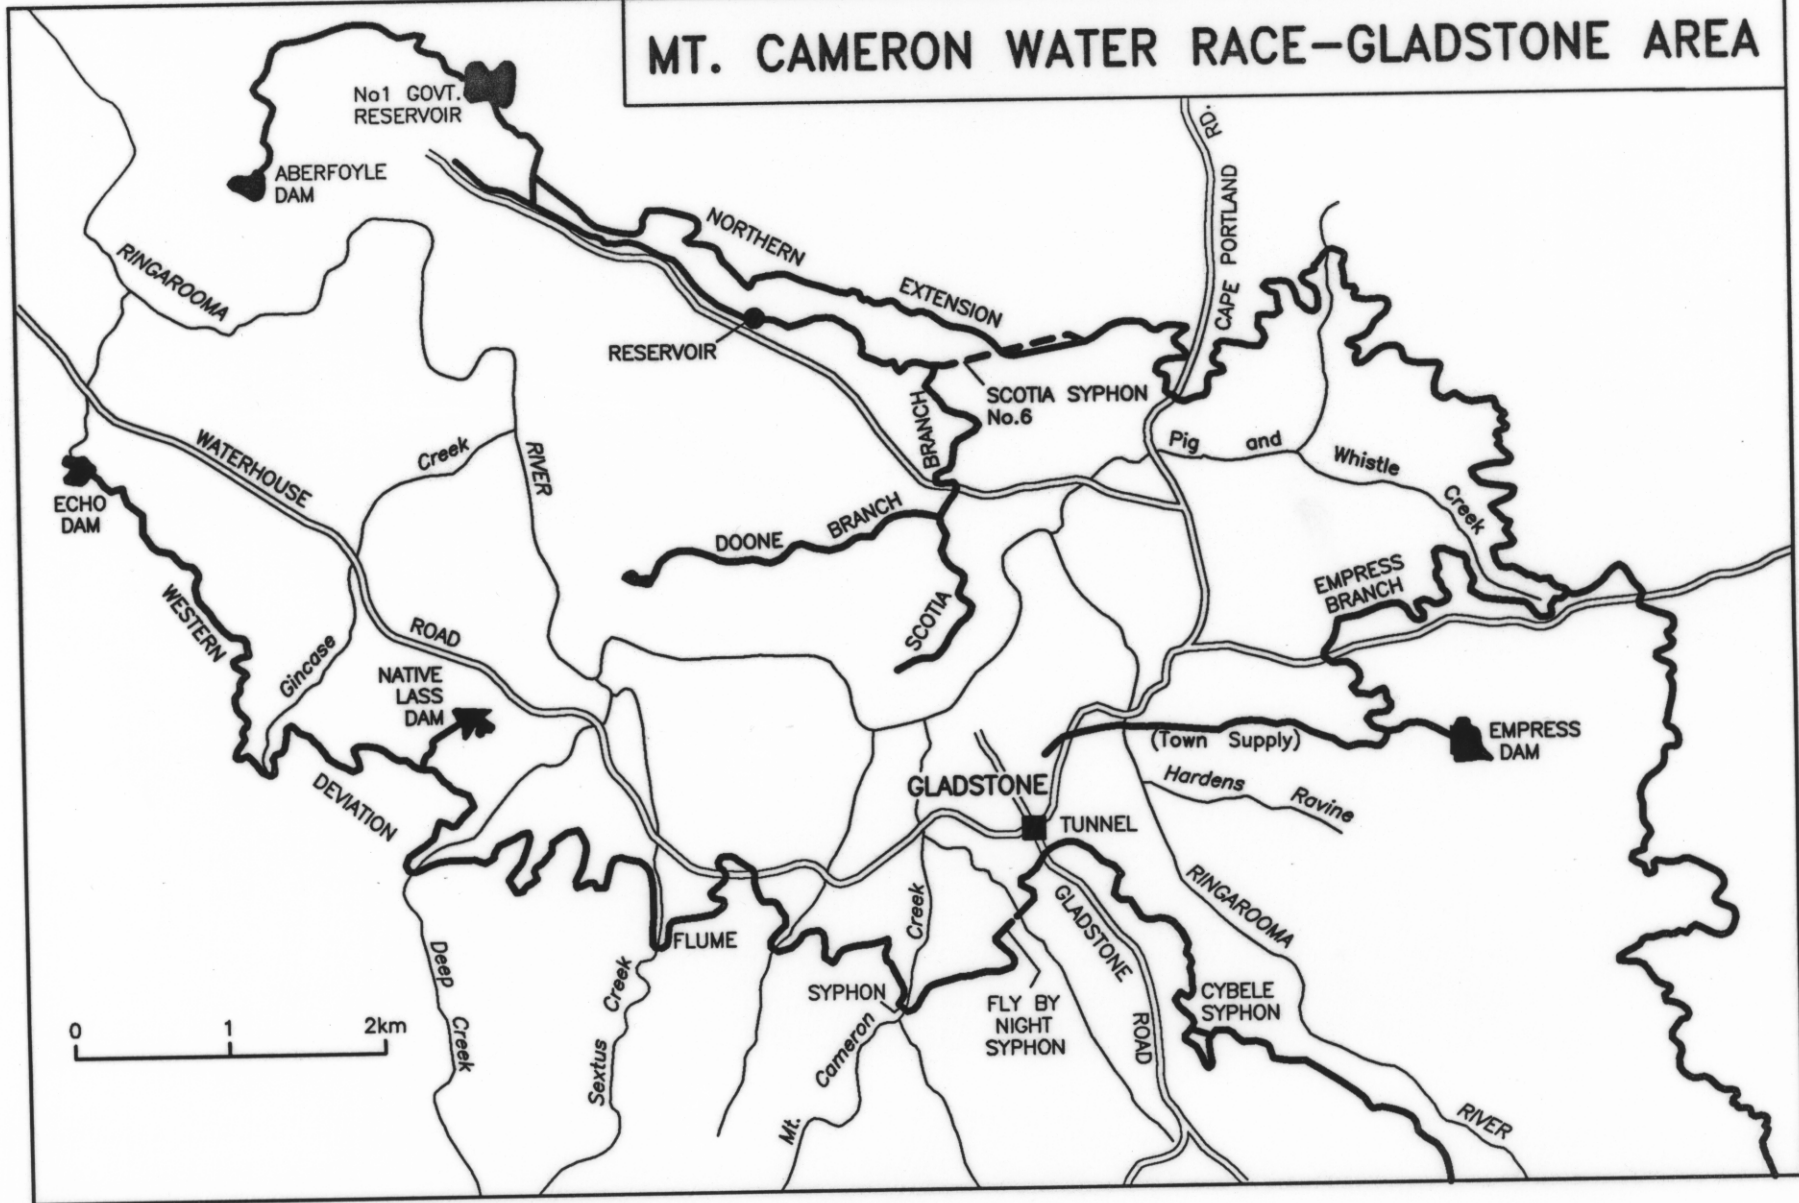 MT. CAMERON WATER RACE–GLADSTONE AREA
No1 GOVT.
RESERVOIR
ABERFOYLE
DAM
RINGAROOMA
RIVER
NORTHERN EXTENSION
CAPE PORTLAND RD.
RESERVOIR
SCOTIA SYPHON
No.6
BRANCH
SCOTIA
Pig and Whistle Creek
WATERHOUSE
ROAD
Creek
Gincase
ECHO
DAM
DOONE BRANCH
EMPRESS
BRANCH
WESTERN
DEVIATION
NATIVE
LASS
DAM
(Town Supply)
EMPRESS
DAM
GLADSTONE
Hardens Ravine
TUNNEL
RINGAROOMA
RIVER
GLADSTONE
ROAD
FLUME
Creek
Deep
Creek
Sextus
Creek
SYPHON
Mt. Cameron
FLY BY
NIGHT
SYPHON
CYBELE
SYPHON
0 1 2km